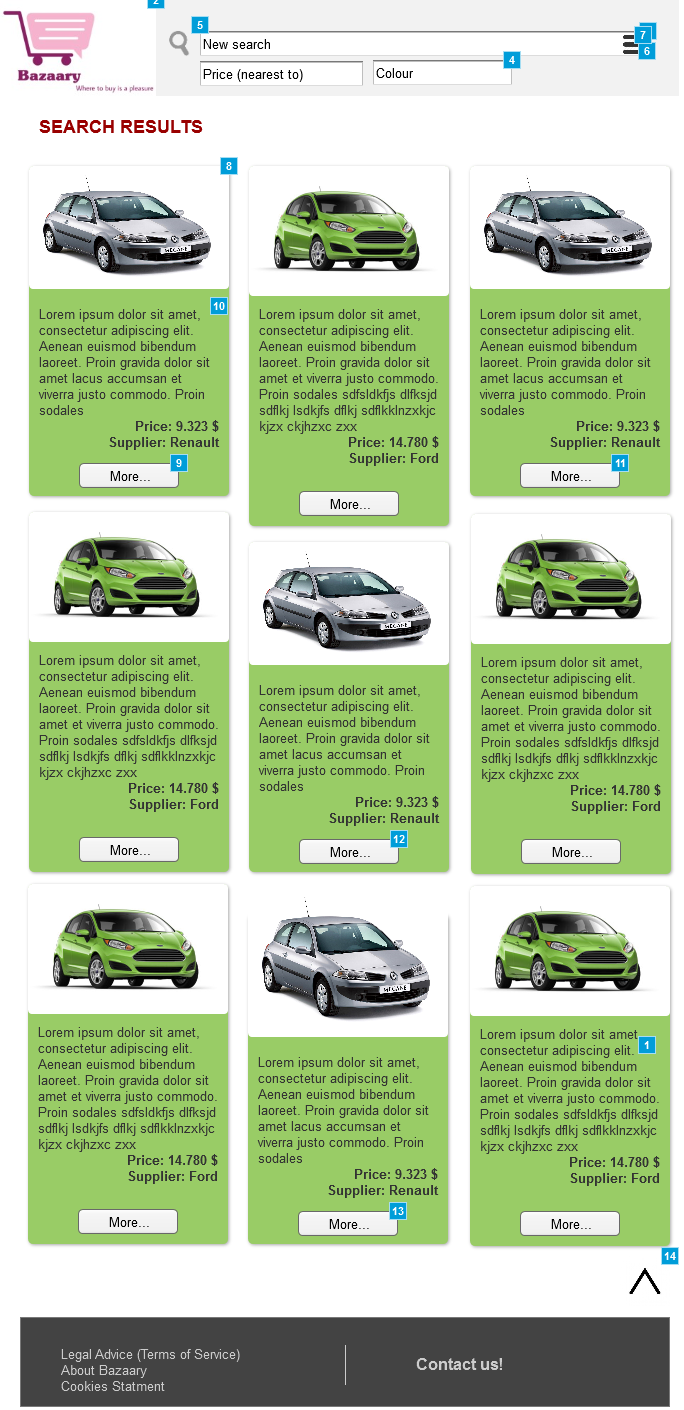 2
5
7
6
New search
4
Price (nearest to)
Colour
Bazaary
Where to buy is a pleasure
SEARCH RESULTS
8
MEGANE
10
Lorem ipsum dolor sit amet,
consectetur adipiscing elit.
Aenean euismod bibendum
laoreet. Proin gravida dolor sit
amet lacus accumsan et
viverra justo commodo. Proin
sodales
Price: 9.323 $
Supplier: Renault
9
More...
Lorem ipsum dolor sit amet,
consectetur adipiscing elit.
Aenean euismod bibendum
laoreet. Proin gravida dolor sit
amet et viverra justo commodo.
Proin sodales sdfsldkfjs dlfksjd
sdflkj lsdkjfs dflkj sdflkklnzxkjc
kjzx ckjhzxc zxx
Price: 14.780 $
Supplier: Ford
More...
MEGANE
Lorem ipsum dolor sit amet,
consectetur adipiscing elit.
Aenean euismod bibendum
laoreet. Proin gravida dolor sit
amet lacus accumsan et
viverra justo commodo. Proin
sodales
Price: 9.323 $
Supplier: Renault
11
More...
Lorem ipsum dolor sit amet,
consectetur adipiscing elit.
Aenean euismod bibendum
laoreet. Proin gravida dolor sit
amet et viverra justo commodo.
Proin sodales sdfsldkfjs dlfksjd
sdflkj lsdkjfs dflkj sdflkklnzxkjc
kjzx ckjhzxc zxx
Price: 14.780 $
Supplier: Ford
More...
MEGANE
Lorem ipsum dolor sit amet,
consectetur adipiscing elit.
Aenean euismod bibendum
laoreet. Proin gravida dolor sit
amet lacus accumsan et
viverra justo commodo. Proin
sodales
Price: 9.323 $
Supplier: Renault
12
More...
Lorem ipsum dolor sit amet,
consectetur adipiscing elit.
Aenean euismod bibendum
laoreet. Proin gravida dolor sit
amet et viverra justo commodo.
Proin sodales sdfsldkfjs dlfksjd
sdflkj lsdkjfs dflkj sdflkklnzxkjc
kjzx ckjhzxc zxx
Price: 14.780 $
Supplier: Ford
More...
Lorem ipsum dolor sit amet,
consectetur adipiscing elit.
Aenean euismod bibendum
laoreet. Proin gravida dolor sit
amet et viverra justo commodo.
Proin sodales sdfsldkfjs dlfksjd
sdflkj lsdkjfs dflkj sdflkklnzxkjc
kjzx ckjhzxc zxx
Price: 14.780 $
Supplier: Ford
More...
MEGANE
Lorem ipsum dolor sit amet,
consectetur adipiscing elit.
Aenean euismod bibendum
laoreet. Proin gravida dolor sit
amet lacus accumsan et
viverra justo commodo. Proin
sodales
Price: 9.323 $
Supplier: Renault
13
More...
Lorem ipsum dolor sit amet,
1
consectetur adipiscing elit.
Aenean euismod bibendum
laoreet. Proin gravida dolor sit
amet et viverra justo commodo.
Proin sodales sdfsldkfjs dlfksjd
sdflkj lsdkjfs dflkj sdflkklnzxkjc
kjzx ckjhzxc zxx
Price: 14.780 $
Supplier: Ford
More...
14
Legal Advice (Terms of Service)
About Bazaary
Cookies Statment
Contact us!